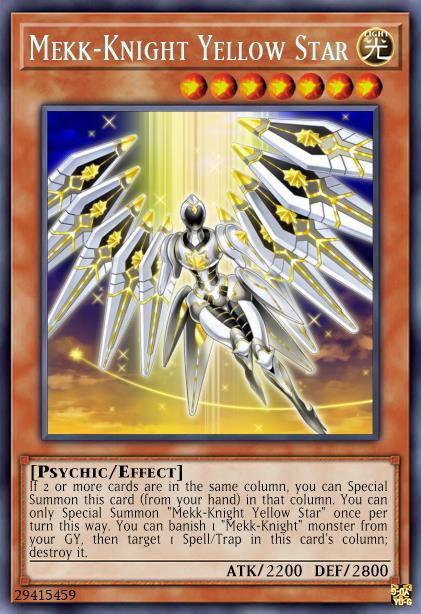 Mekk-Knight Yellow Star
LIGHT
光
[Psychic/Effect]
If 2 or more cards are in the same column, you can Special
Summon this card (from your hand) in that column. You can
only Special Summon "Mekk-Knight Yellow Star" once per
turn this way. You can banish 1 "Mekk-Knight" monster from
your GY, then target 1 Spell/Trap in this card's column;
destroy it.
ATK/2200 DEF/2800
29415459